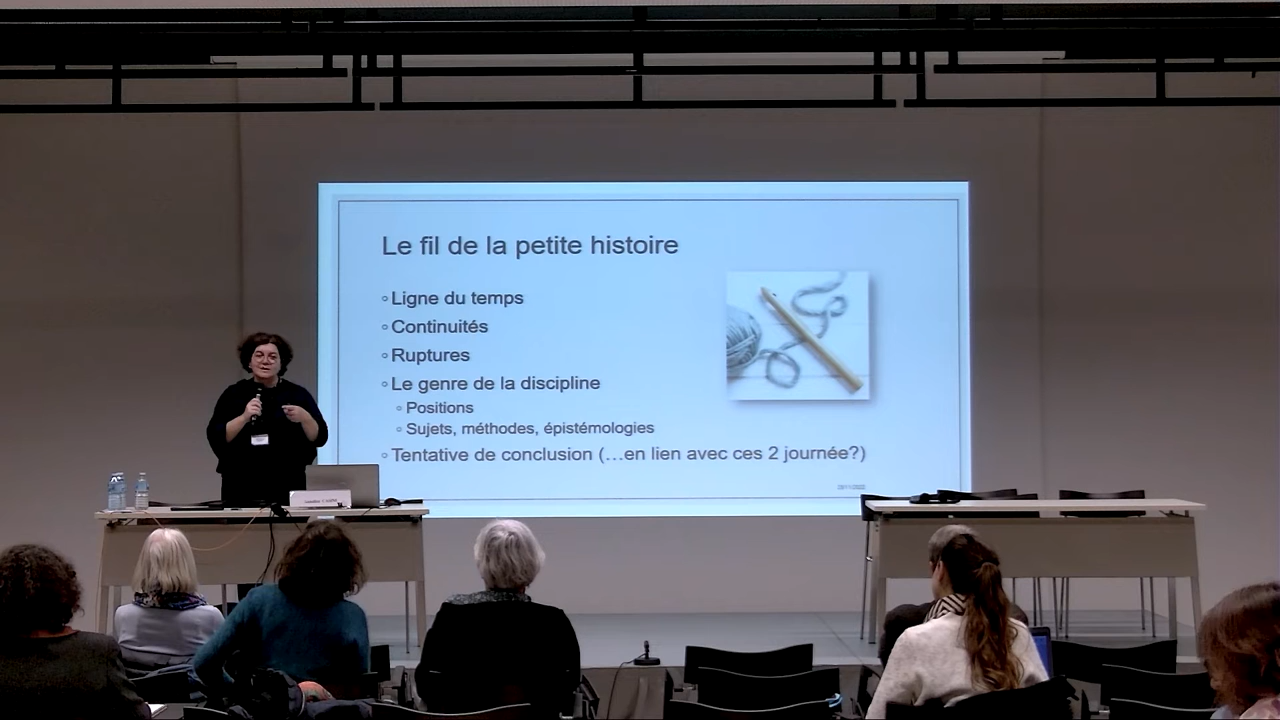 Le fil de la petite histoire
◦ Ligne du temps
◦ Continuités
◦ Ruptures
◦ Le genre de la discipline
◦ Positions
◦ Sujets, méthodes, épistémologies
◦ Tentative de conclusion (…en lien avec ces 2 journée?)